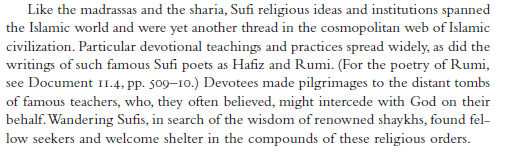 Like the madrassas and the sharia, Sufi religious ideas and institutions spanned
the Islamic world and were yet another thread in the cosmopolitan web of Islamic
civilization. Particular devotional teachings and practices spread widely, as did the
writings of such famous Sufi poets as Hafiz and Rumi. (For the poetry of Rumi,
see Document 11.4, pp. 509–10.) Devotees made pilgrimages to the distant tombs
of famous teachers, who, they often believed, might intercede with God on their
behalf. Wandering Sufis, in search of the wisdom of renowned shaykhs, found fel-
low seekers and welcome shelter in the compounds of these religious orders.